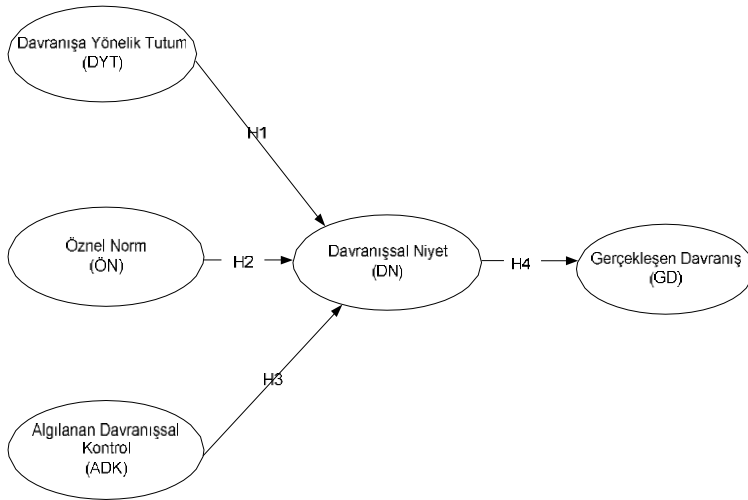 Davranışa Yönelik Tutum
(DYT)
H1
Öznel Norm
(ÖN)
H2
Davranışsal Niyet
(DN)
H4
Gerçekleşen Davranış
(GD)
H3
Algılanan Davranışsal
Kontrol
(ADK)